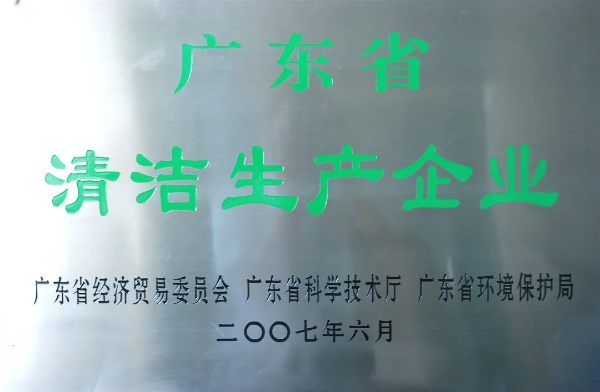 广东省
清洁生产企业
广东省经济贸易委员会 广东省科学技术厅 广东省环境保护局
二〇〇七年六月